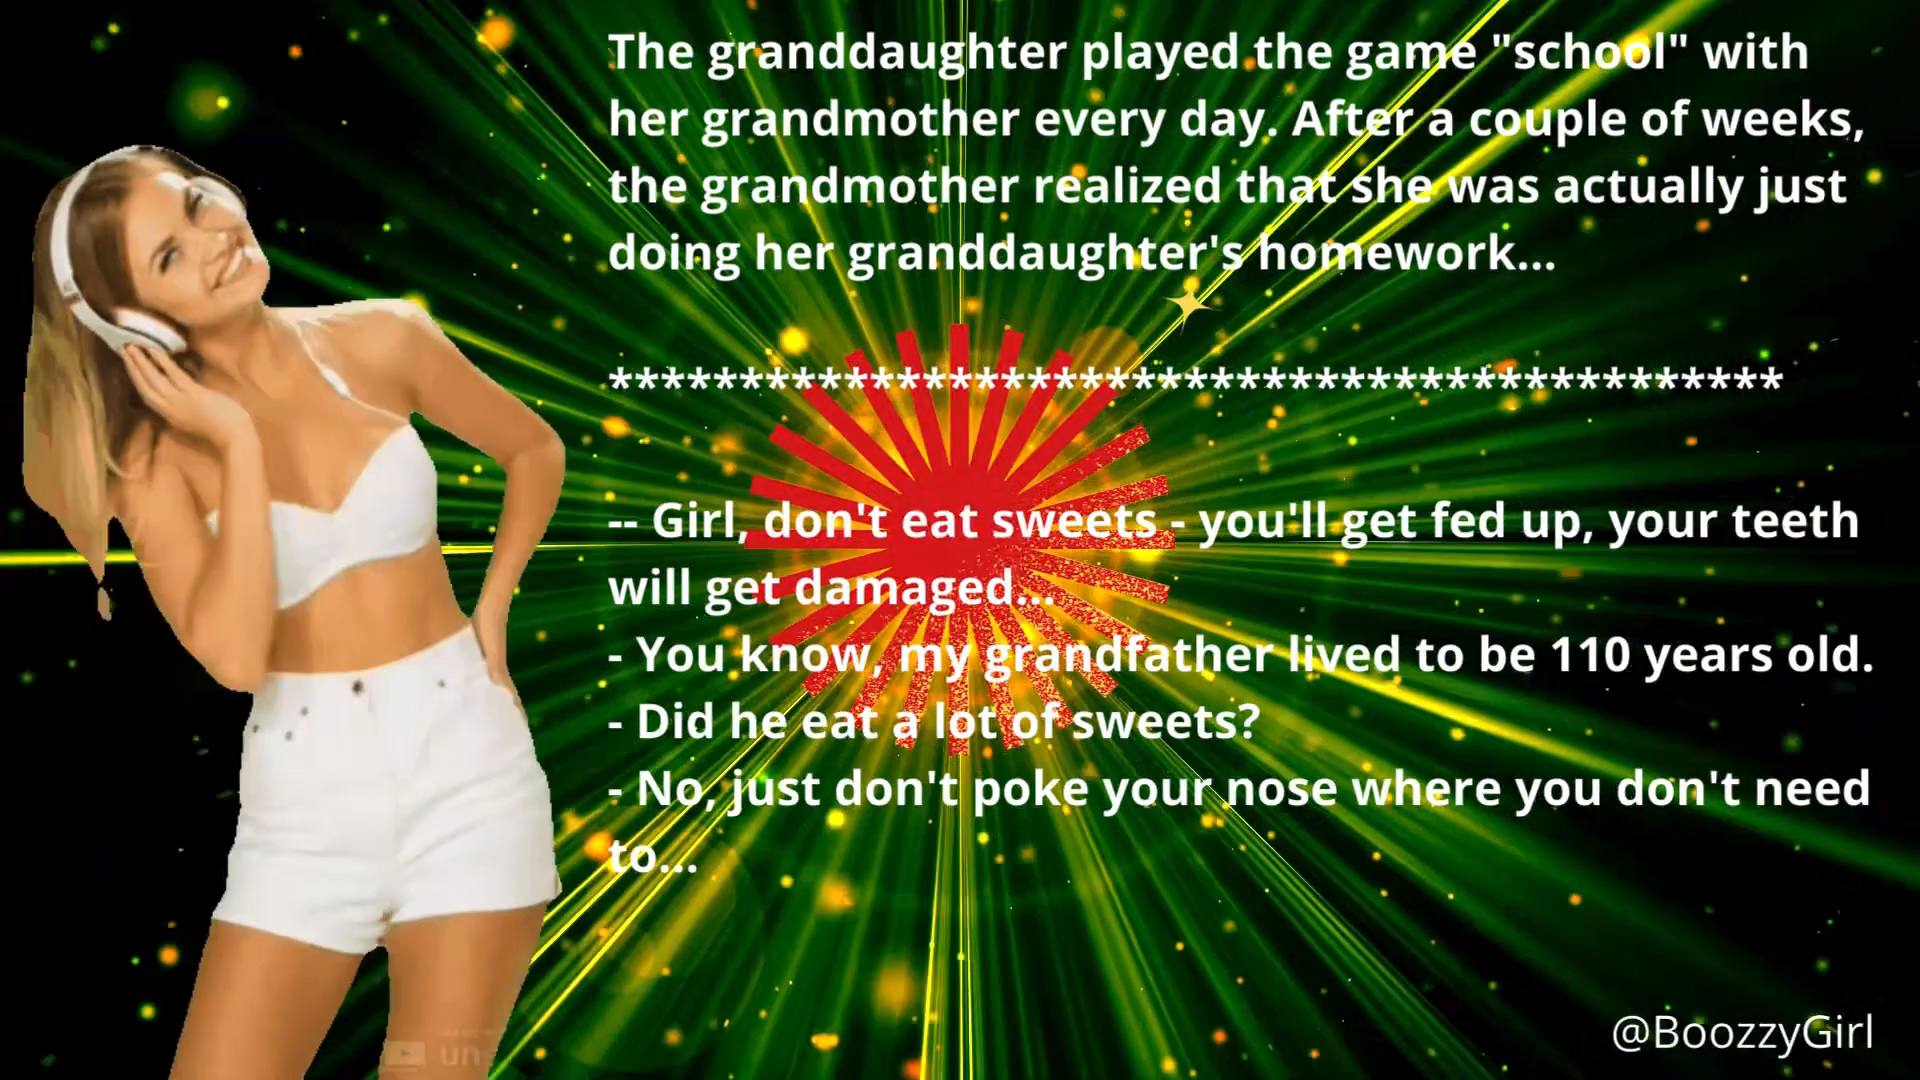 The granddaughter played the game "school" with
her grandmother every day. After a couple of weeks,
the grandmother realized that she was actually just
doing her granddaughter's homework...
*********************************************
-- Girl, don't eat sweets - you'll get fed up, your teeth
will get damaged...
- You know, my grandfather lived to be 110 years old.
- Did he eat a lot of sweets?
- No, just don't poke your nose where you don't need
to...
@BoozzyGirl